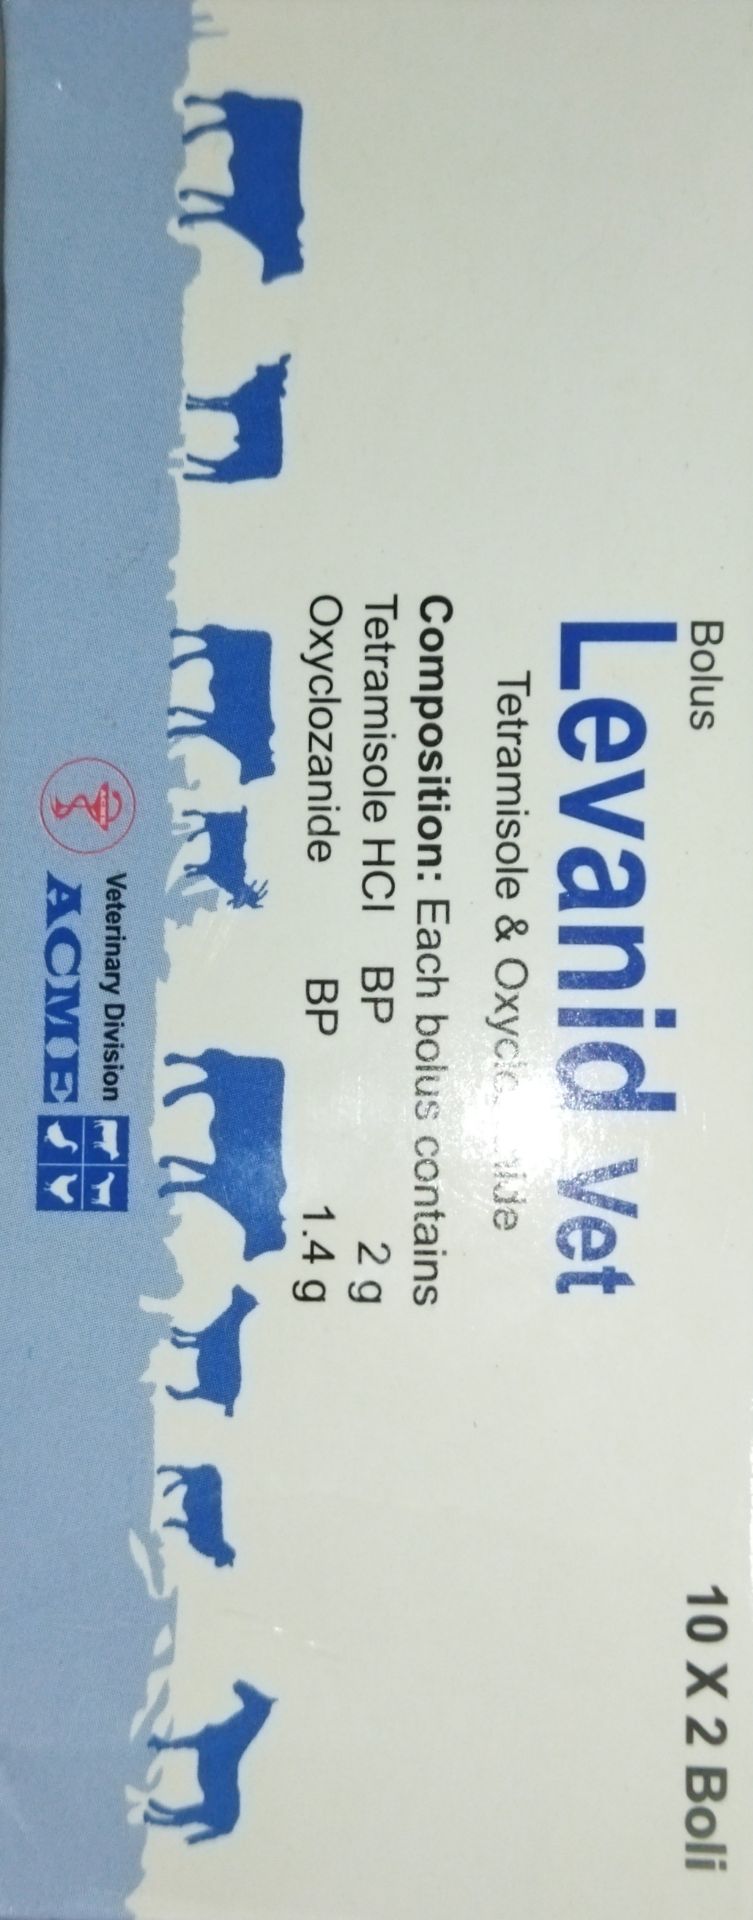 Bolus
10 X 2 Boli
Levanid Vet
Tetramisole &
Composition: Each bolus contains
Tetramisole HCl BP 2 g
Oxyclozanide BP 1.4 g
Veterinary Division
ACME